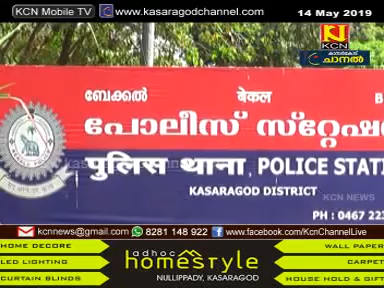 KCN Mobile TV www.kasaragodchannel.com 14 May 2019
KCN
കാസർകോട്
ചാനൽ
ബേക്കൽ बेकल B
പോലീസ് സ്റ്റേഷ
पुलिस थाना, POLICE STATI
KASARAGOD DISTRICT
KCN NEWS
PH : 0467 223
kcnnews@gmail.com 8281 148 922 www.facebook.com/KcnChannelLive
HOME DECORE
LED LIGHTING
CURTAIN BLINDS
adhoc
homestyle
NULLIPPADY, KASARAGOD
WALL PAPER
CARPET
HOUSE HOLD & GIFT